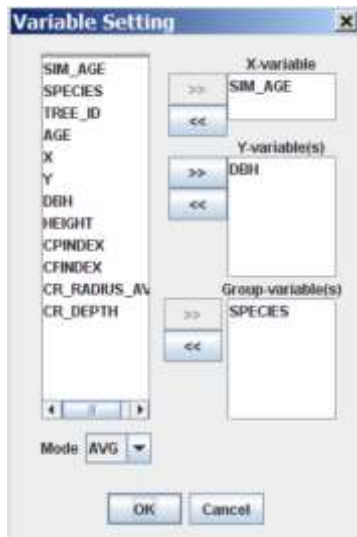 Variable Setting
SIM_AGE
SPECIES
TREE_ID
AGE
X
Y
DBH
HEIGHT
CPINDEX
CFINDEX
CR_RADIUS_AV
CR_DEPTH
X-variable
>>
SIM_AGE
<<
Y-variable(s)
>>
DBH
<<
Group-variable(s)
>>
SPECIES
<<
Mode AVG
OK Cancel